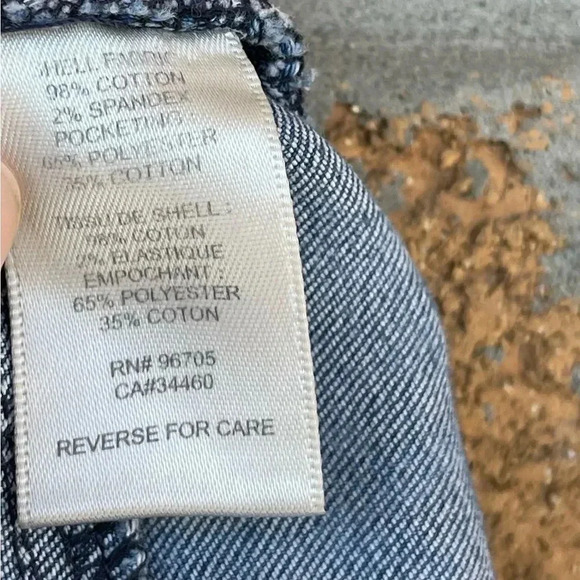 SHELL FABRIC
98% COTTON
2% SPANDEX
POCKETING:
65% POLYESTER
35% COTTON
TISSU DE SHELL :
98% COTON
2% ELASTIQUE
EMPOCHANT :
65% POLYESTER
35% COTON
RN# 96705
CA#34460
REVERSE FOR CARE